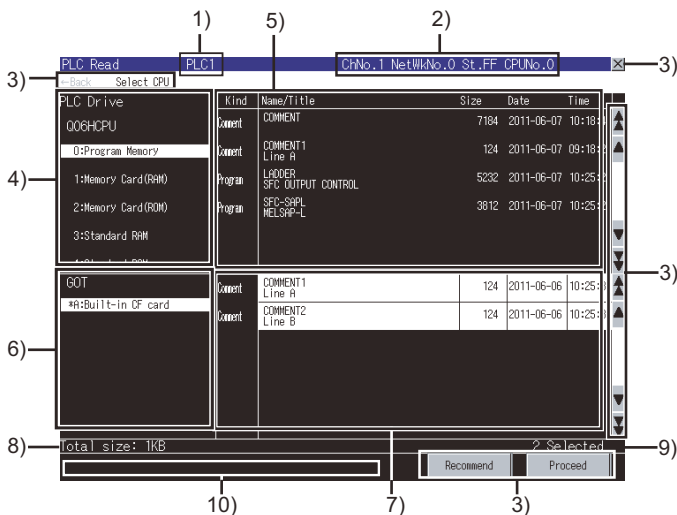 1) 5) 2)
PLC Read PLC1 ChNo.1 NetWkNo.0 St.FF CPUNo.0 3)
3) ←Back Select CPU
PLC Drive Kind Name/Title Size Date Time
Q06HCPU Comment COMMENT 7184 2011-06-07 10:18:
0:Program Memory Comment COMMENT1 124 2011-06-07 09:18:
Line A
4) 1:Memory Card(RAM) Program LADDER 5232 2011-06-07 10:25:
SFC OUTPUT CONTROL
2:Memory Card(ROM) Program SFC-SAPL 3812 2011-06-07 10:25:
MELSAP-L
3:Standard RAM
3)
GOT Comment COMMENT1 124 2011-06-06 10:25:
Line A
*A:Built-in CF card Comment COMMENT2 124 2011-06-06 10:25:
Line B
6)
8) Total size: 1KB 2 Selected 9)
Recommend Proceed
10) 7) 3)